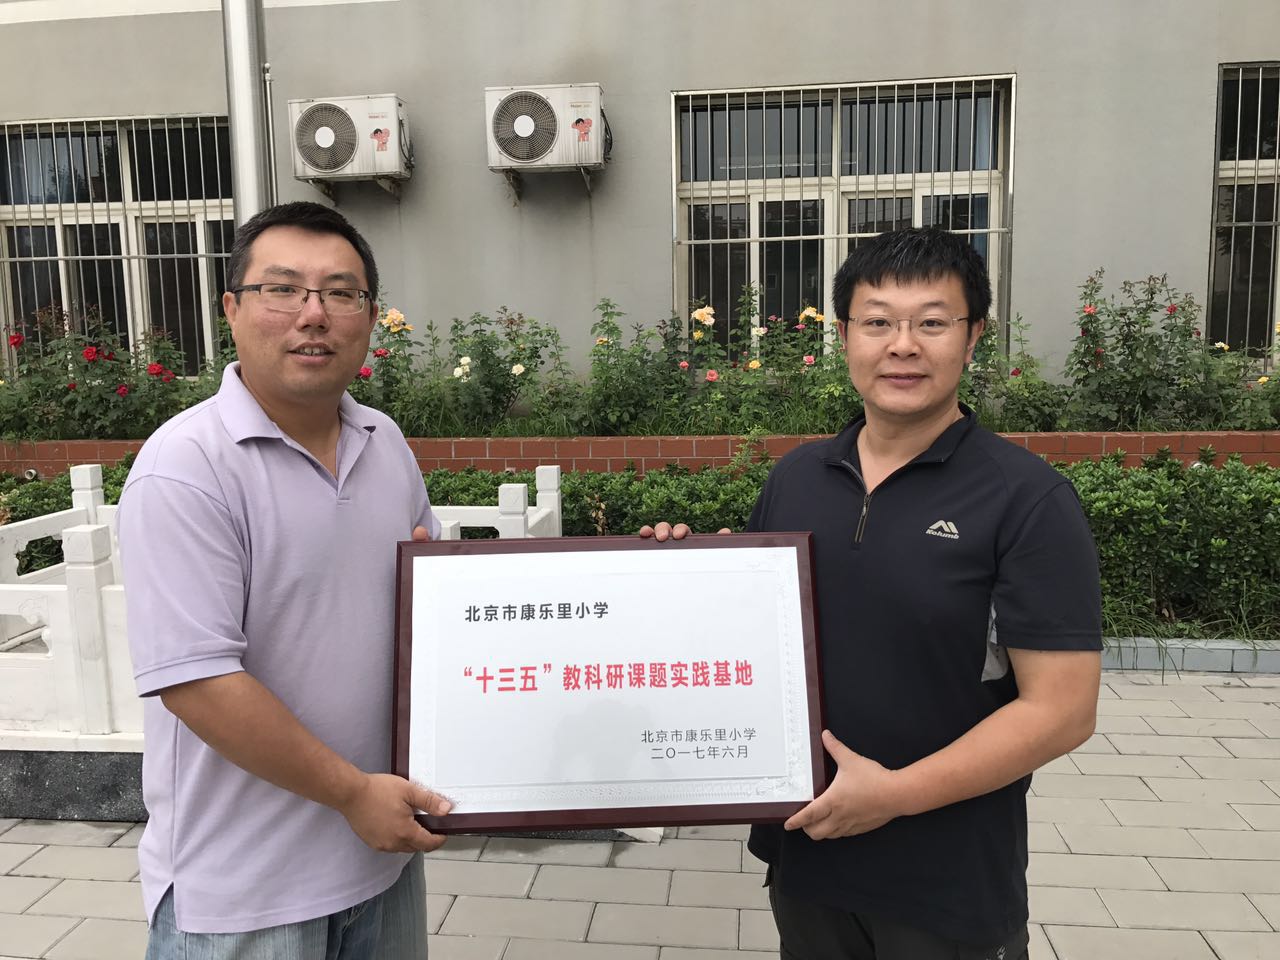 北京市康乐里小学
“十三五”教科研课题实践基地
北京市康乐里小学
二〇一七年六月
Kolumb
Haier